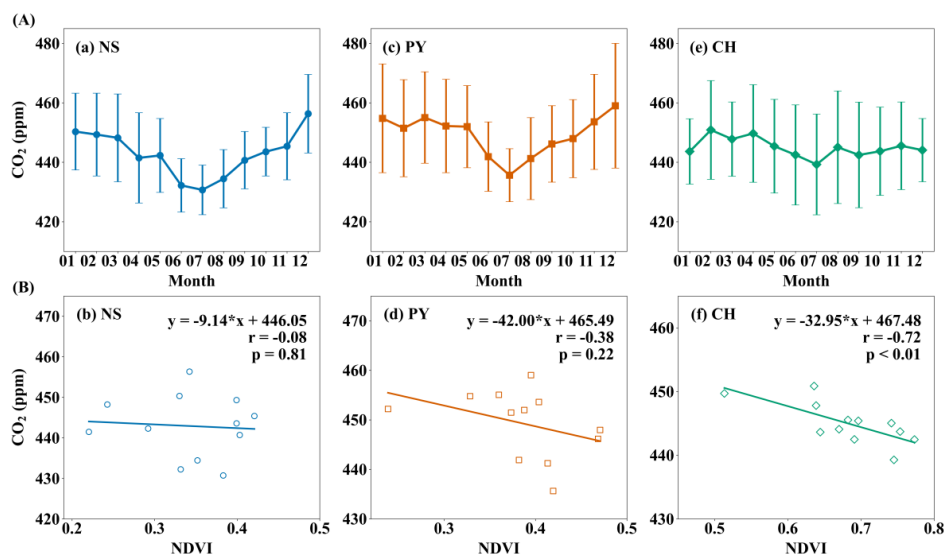 (A)
(a) NS
(c) PY
(e) CH
480
460
440
420
CO₂ (ppm)
01 02 03 04 05 06 07 08 09 10 11 12
Month
480
460
440
420
01 02 03 04 05 06 07 08 09 10 11 12
Month
480
460
440
420
01 02 03 04 05 06 07 08 09 10 11 12
Month
(B)
(b) NS
y = -9.14*x + 446.05
r = -0.08
p = 0.81
470
460
450
440
430
420
CO₂ (ppm)
0.2 0.3 0.4 0.5
NDVI
(d) PY
y = -42.00*x + 465.49
r = -0.38
p = 0.22
470
460
450
440
430
0.3 0.4 0.5
NDVI
(f) CH
y = -32.95*x + 467.48
r = -0.72
p < 0.01
460
450
440
430
0.5 0.6 0.7 0.8
NDVI